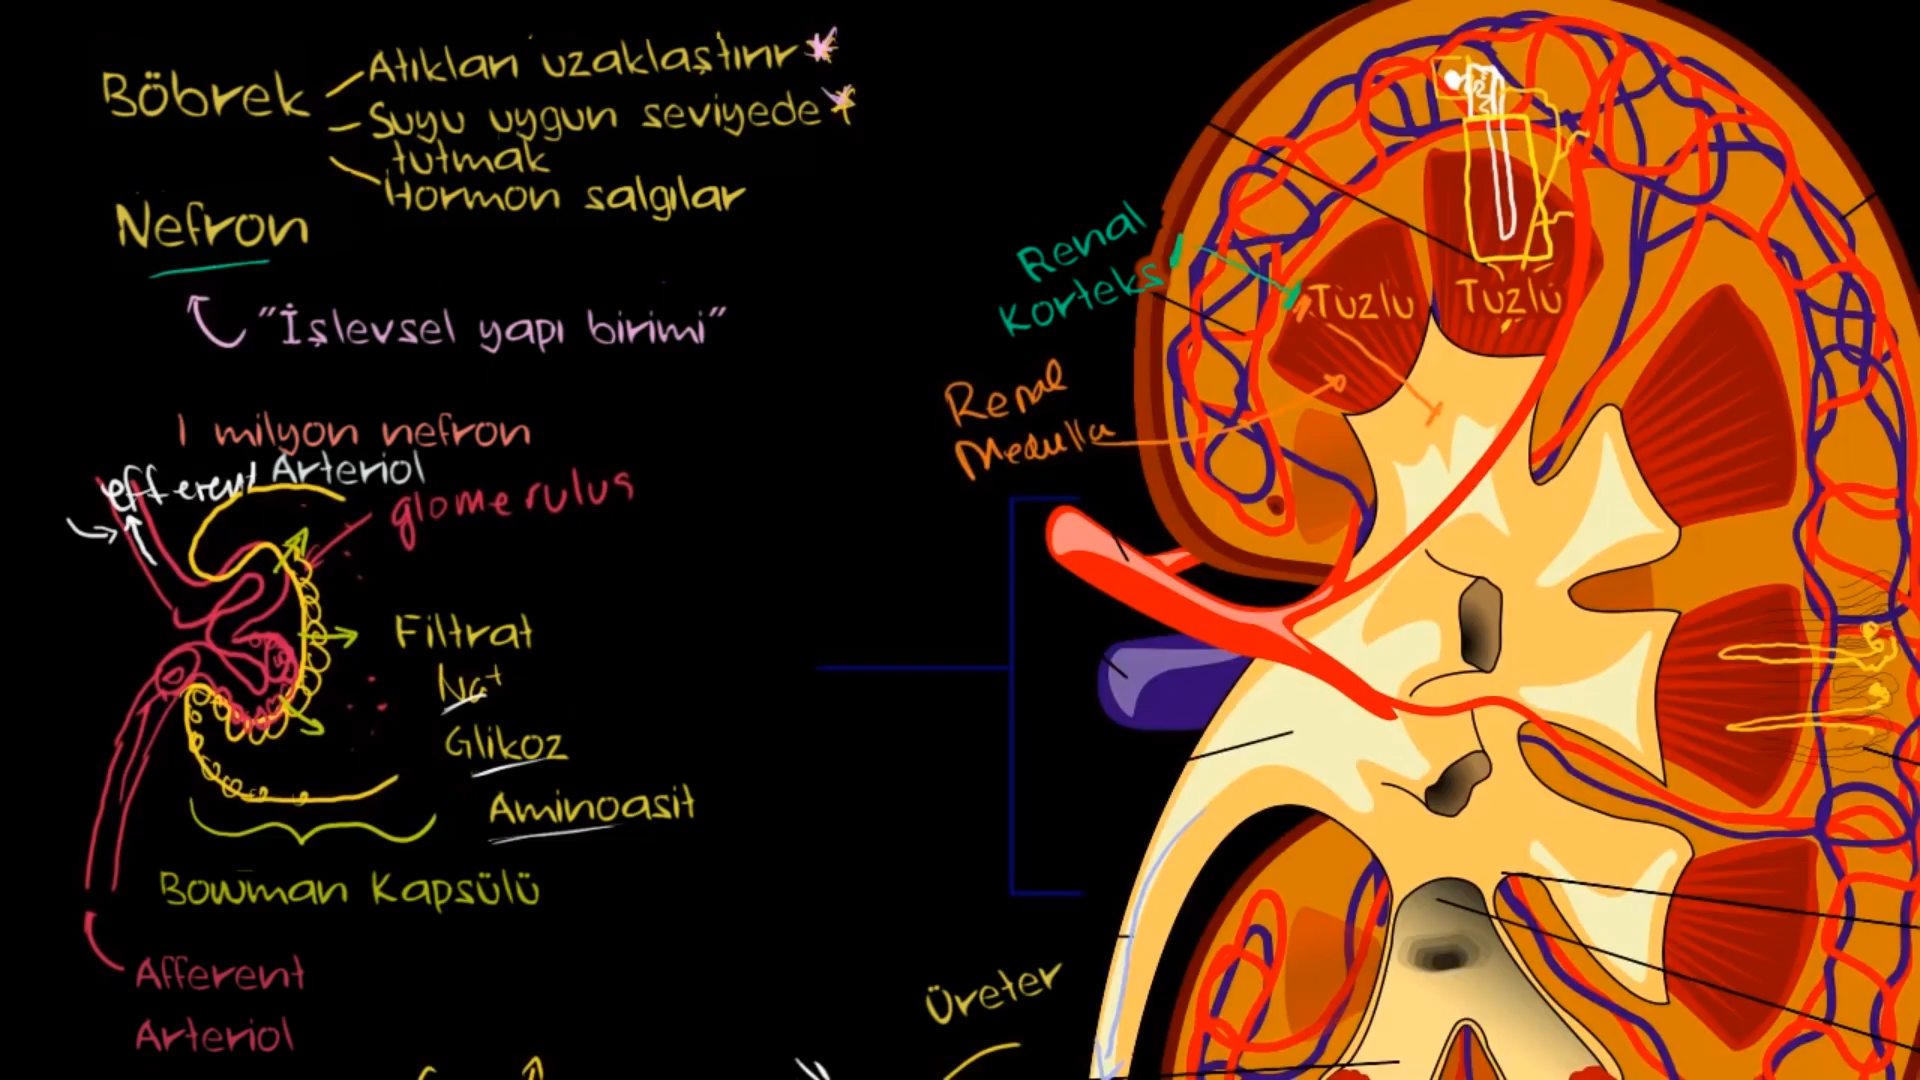 Böbrek
Atıkları uzaklaştırır
Suyu uygun seviyede
tutmak
Hormon salgılar
Nefron
"İşlevsel yapı birimi"
1 milyon nefron
efferent Arteriol
glomerulus
Filtrat
Na+
Glikoz
Aminoasit
Bowman Kapsülü
Afferent
Arteriol
Renal
Korteks
Renal
Medulla
Tuzlu
Tuzlu
Üreter